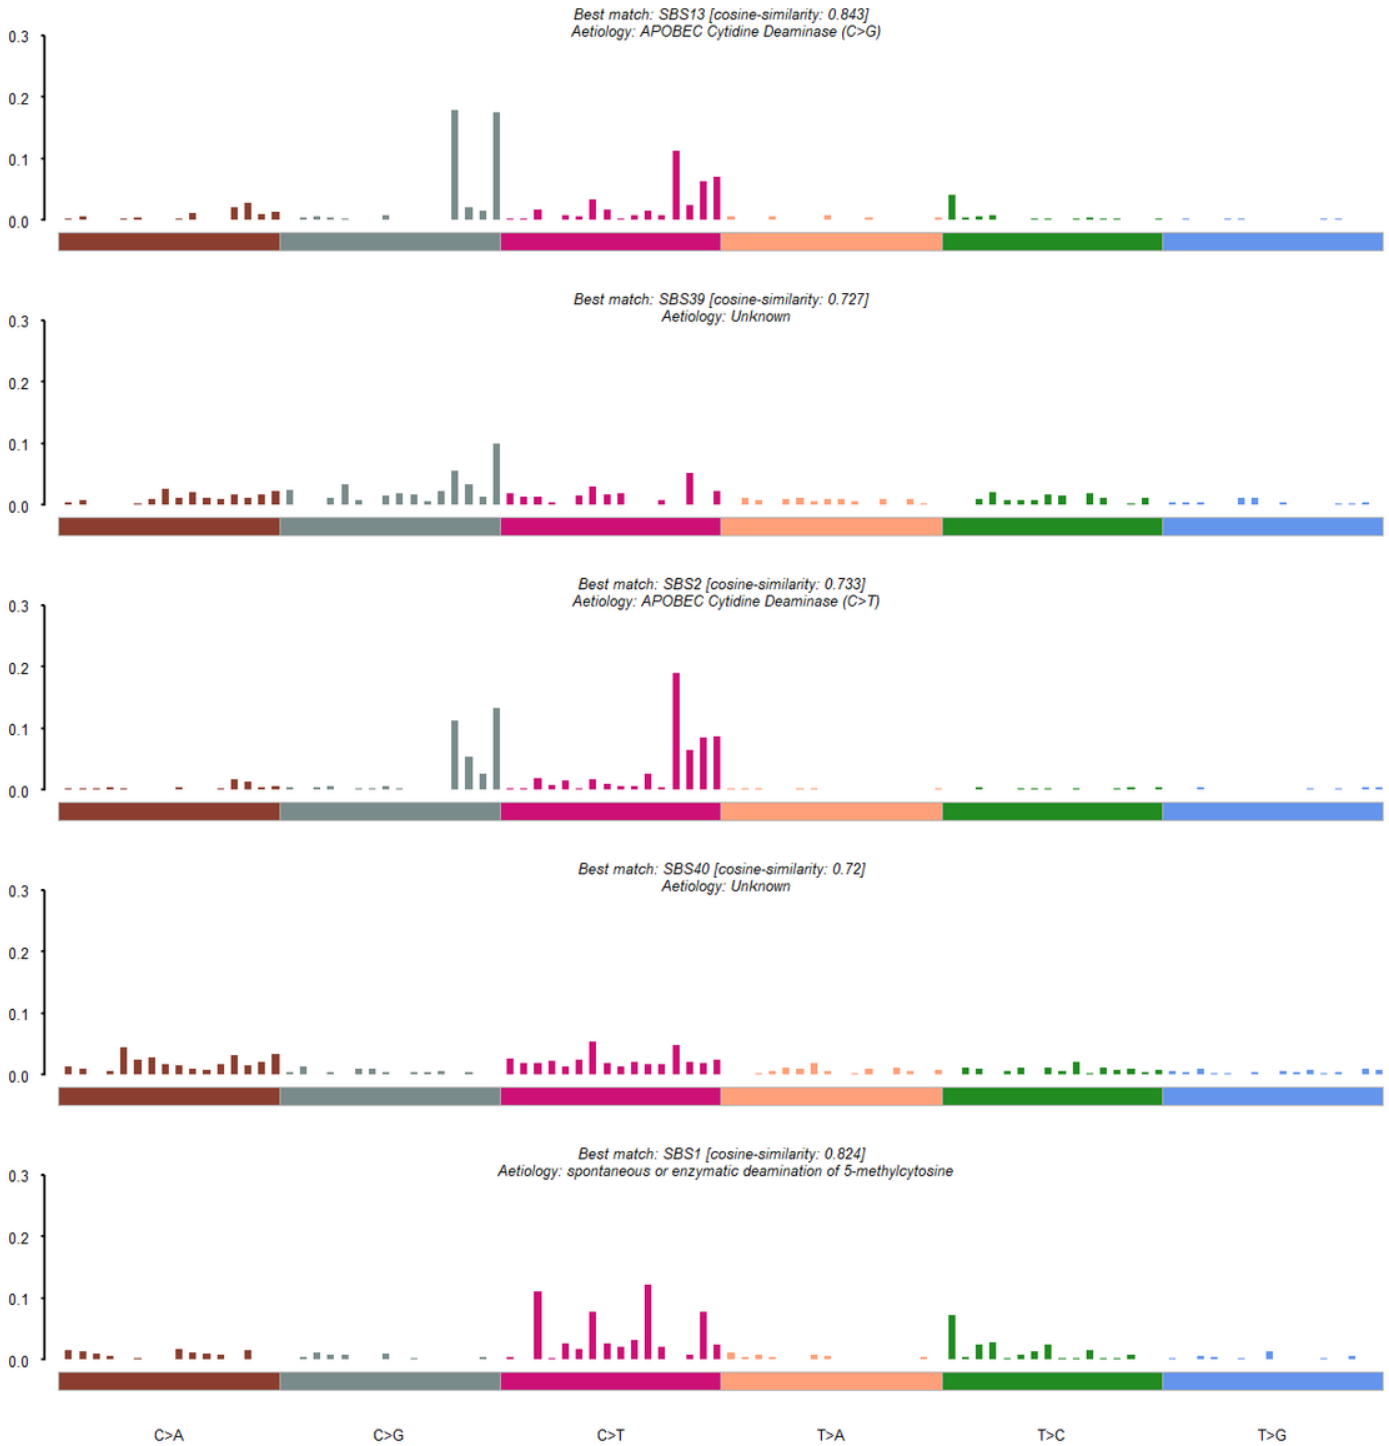 Best match: SBS13 [cosine-similarity: 0.843]
Aetiology: APOBEC Cytidine Deaminase (C>G)
0.3
0.2
0.1
0.0
Best match: SBS39 [cosine-similarity: 0.727]
Aetiology: Unknown
0.3
0.2
0.1
0.0
Best match: SBS2 [cosine-similarity: 0.733]
Aetiology: APOBEC Cytidine Deaminase (C>T)
0.3
0.2
0.1
0.0
Best match: SBS40 [cosine-similarity: 0.72]
Aetiology: Unknown
0.3
0.2
0.1
0.0
Best match: SBS1 [cosine-similarity: 0.824]
Aetiology: spontaneous or enzymatic deamination of 5-methylcytosine
0.3
0.2
0.1
0.0
C>A C>G C>T T>A T>C T>G